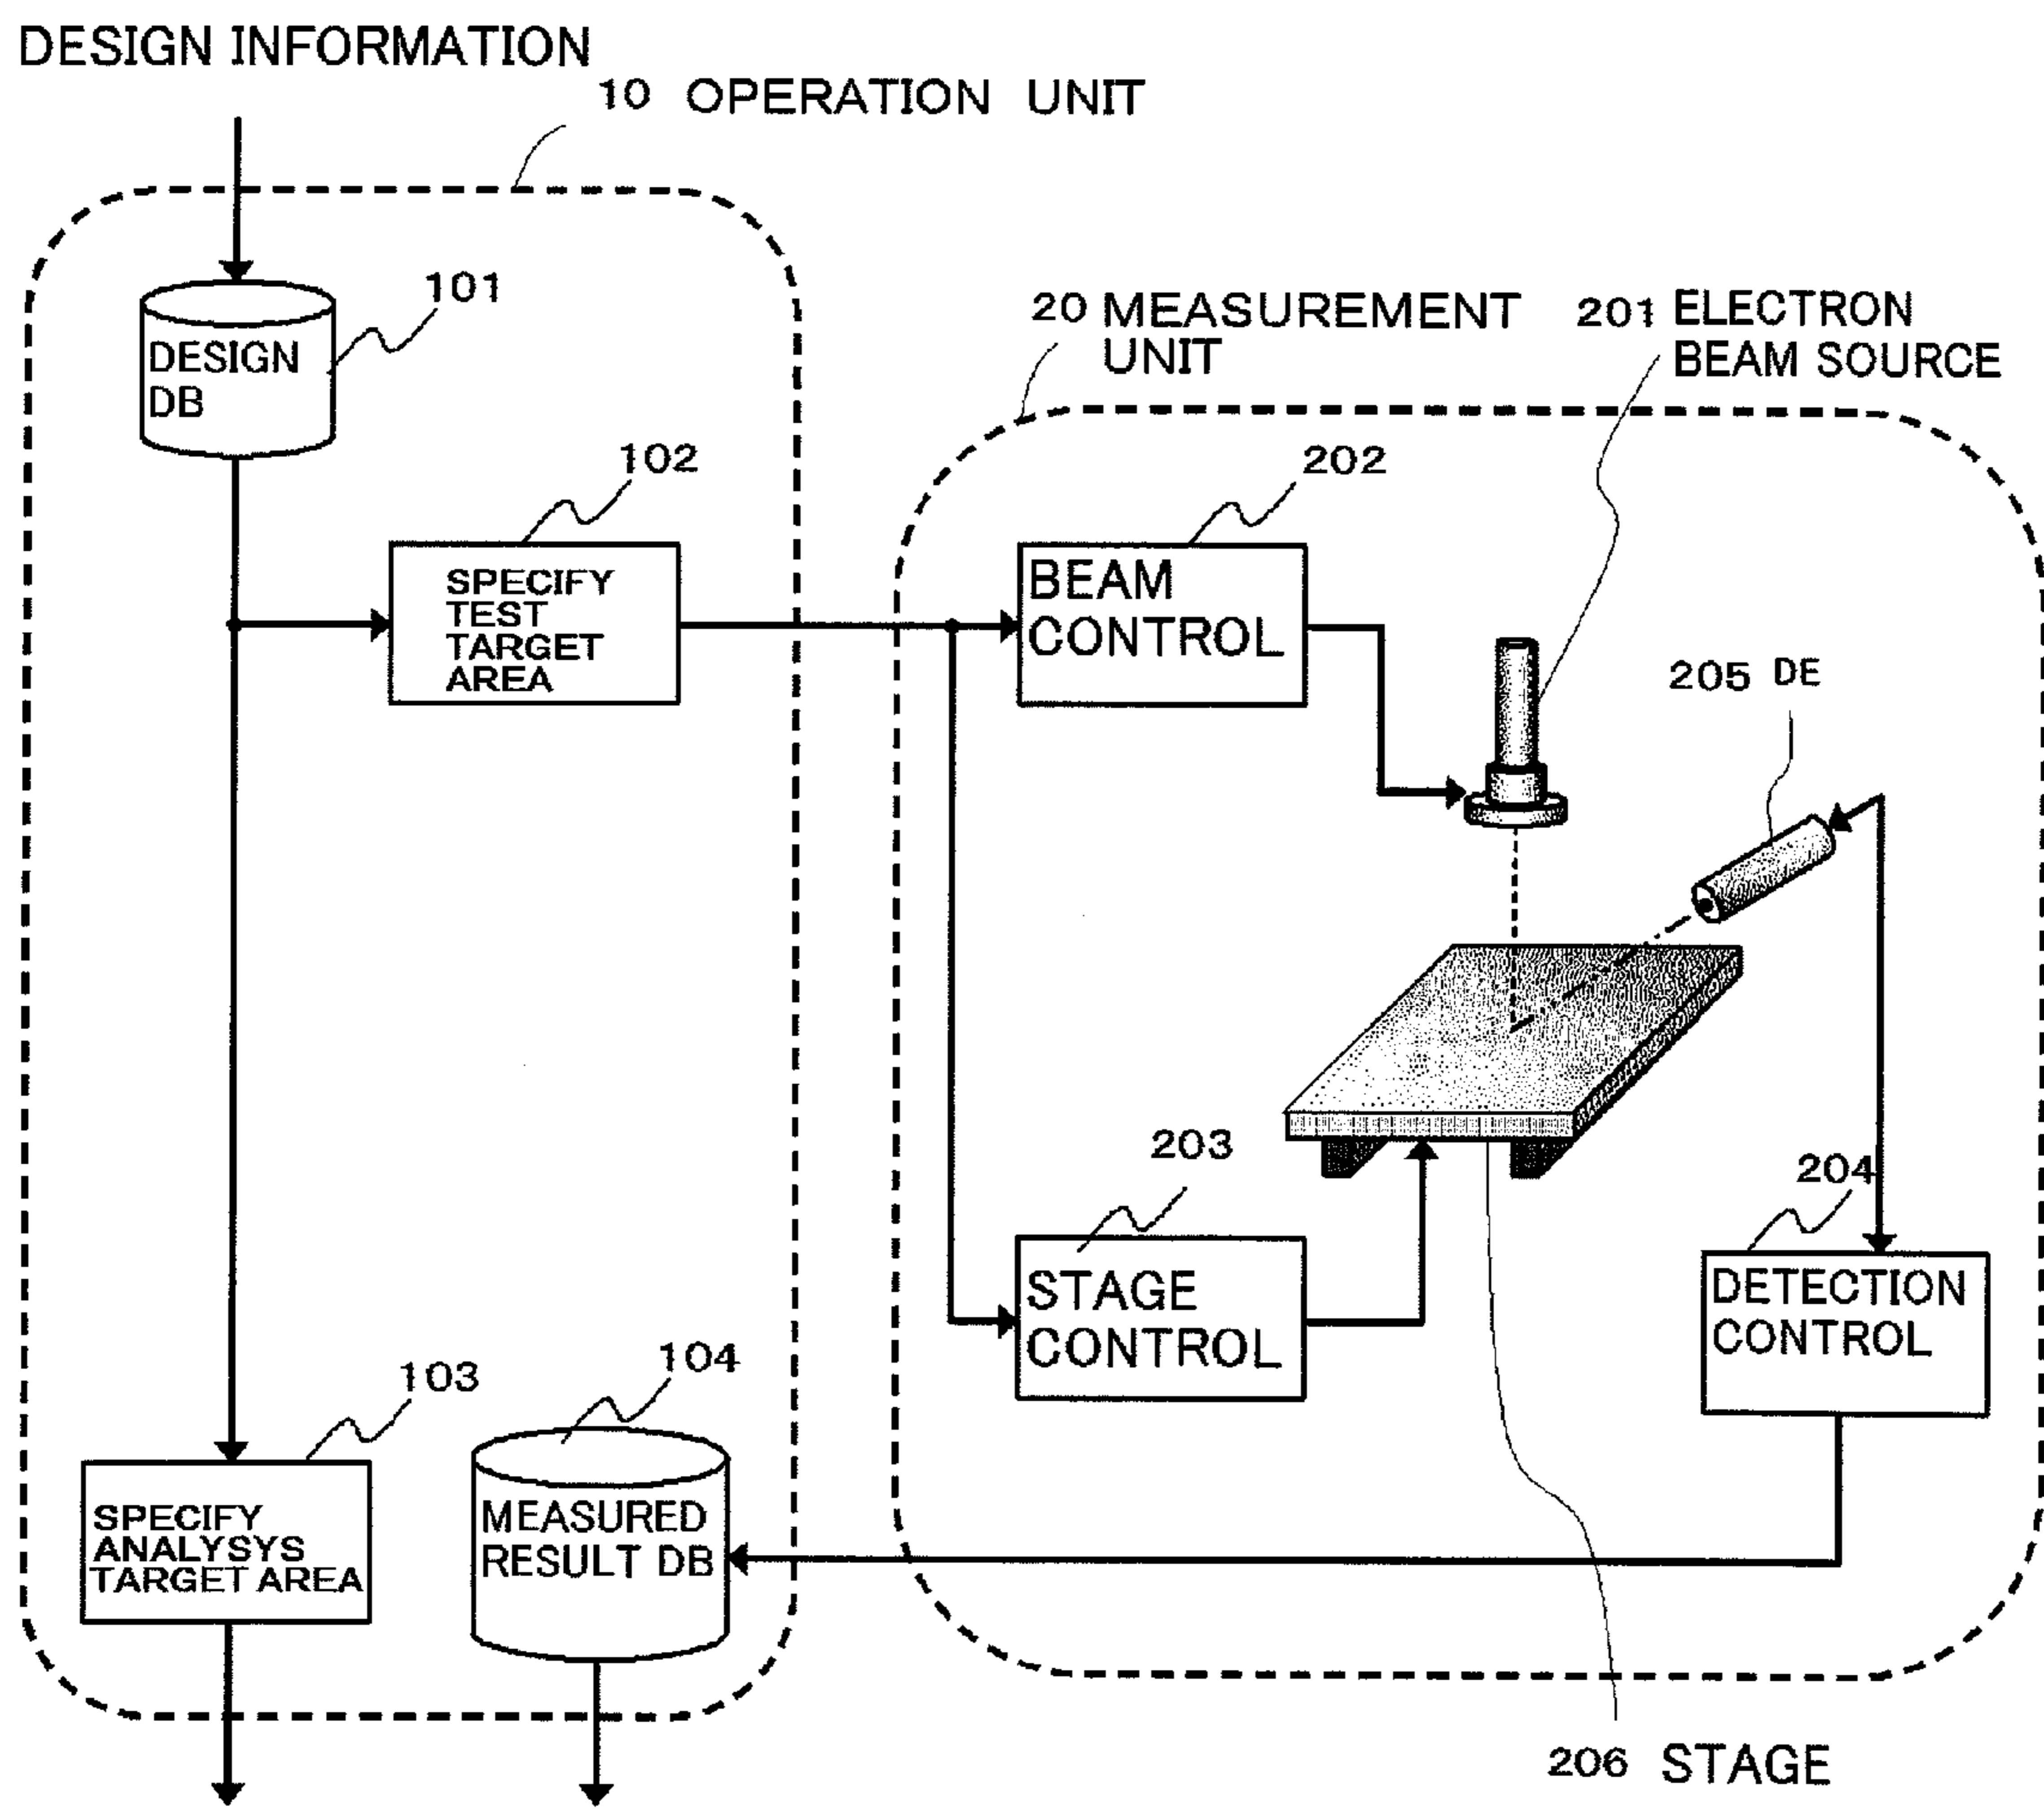 DESIGN INFORMATION
10 OPERATION UNIT
101
DESIGN
DB
20 MEASUREMENT
UNIT
201 ELECTRON
BEAM SOURCE
102
202
SPECIFY
TEST
TARGET
AREA
BEAM
CONTROL
205 DE
203
204
STAGE
CONTROL
DETECTION
CONTROL
103
104
SPECIFY
ANALYSYS
TARGET AREA
MEASURED
RESULT DB
206 STAGE